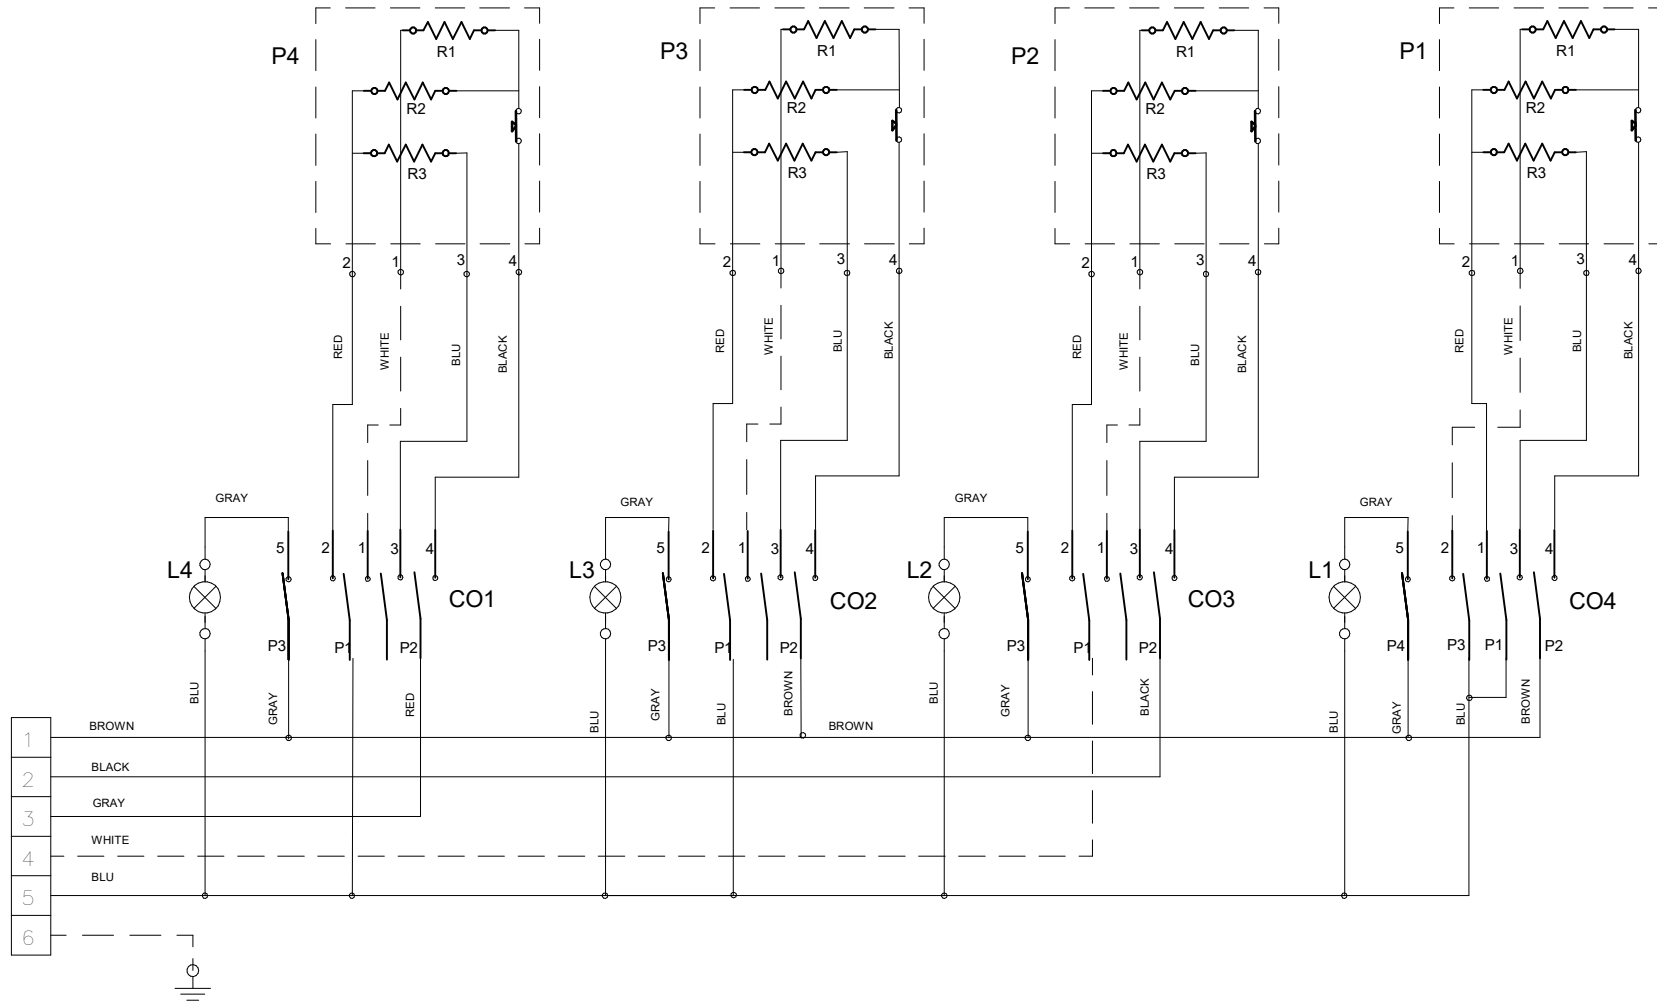 P4 R1 P3 R1 P2 R1 P1 R1
R2 R2 R2 R2
R3 R3 R3 R3
2 1 3 4 2 1 3 4 2 1 3 4 2 1 3 4
RED WHITE BLU BLACK RED WHITE BLU BLACK RED WHITE BLU BLACK RED WHITE BLU BLACK
GRAY GRAY GRAY GRAY
5 2 1 3 4 5 2 1 3 4 5 2 1 3 4 5 2 1 3 4
L4 CO1 L3 CO2 L2 CO3 L1 CO4
P3 P1 P2 P3 P1 P2 P3 P1 P2 P4 P3 P1 P2
BLU GRAY RED BLU GRAY BLU BROWN BLU GRAY BLACK BLU GRAY BLU BROWN
1 BROWN BROWN
2 BLACK
3 GRAY
4 WHITE
5 BLU
6